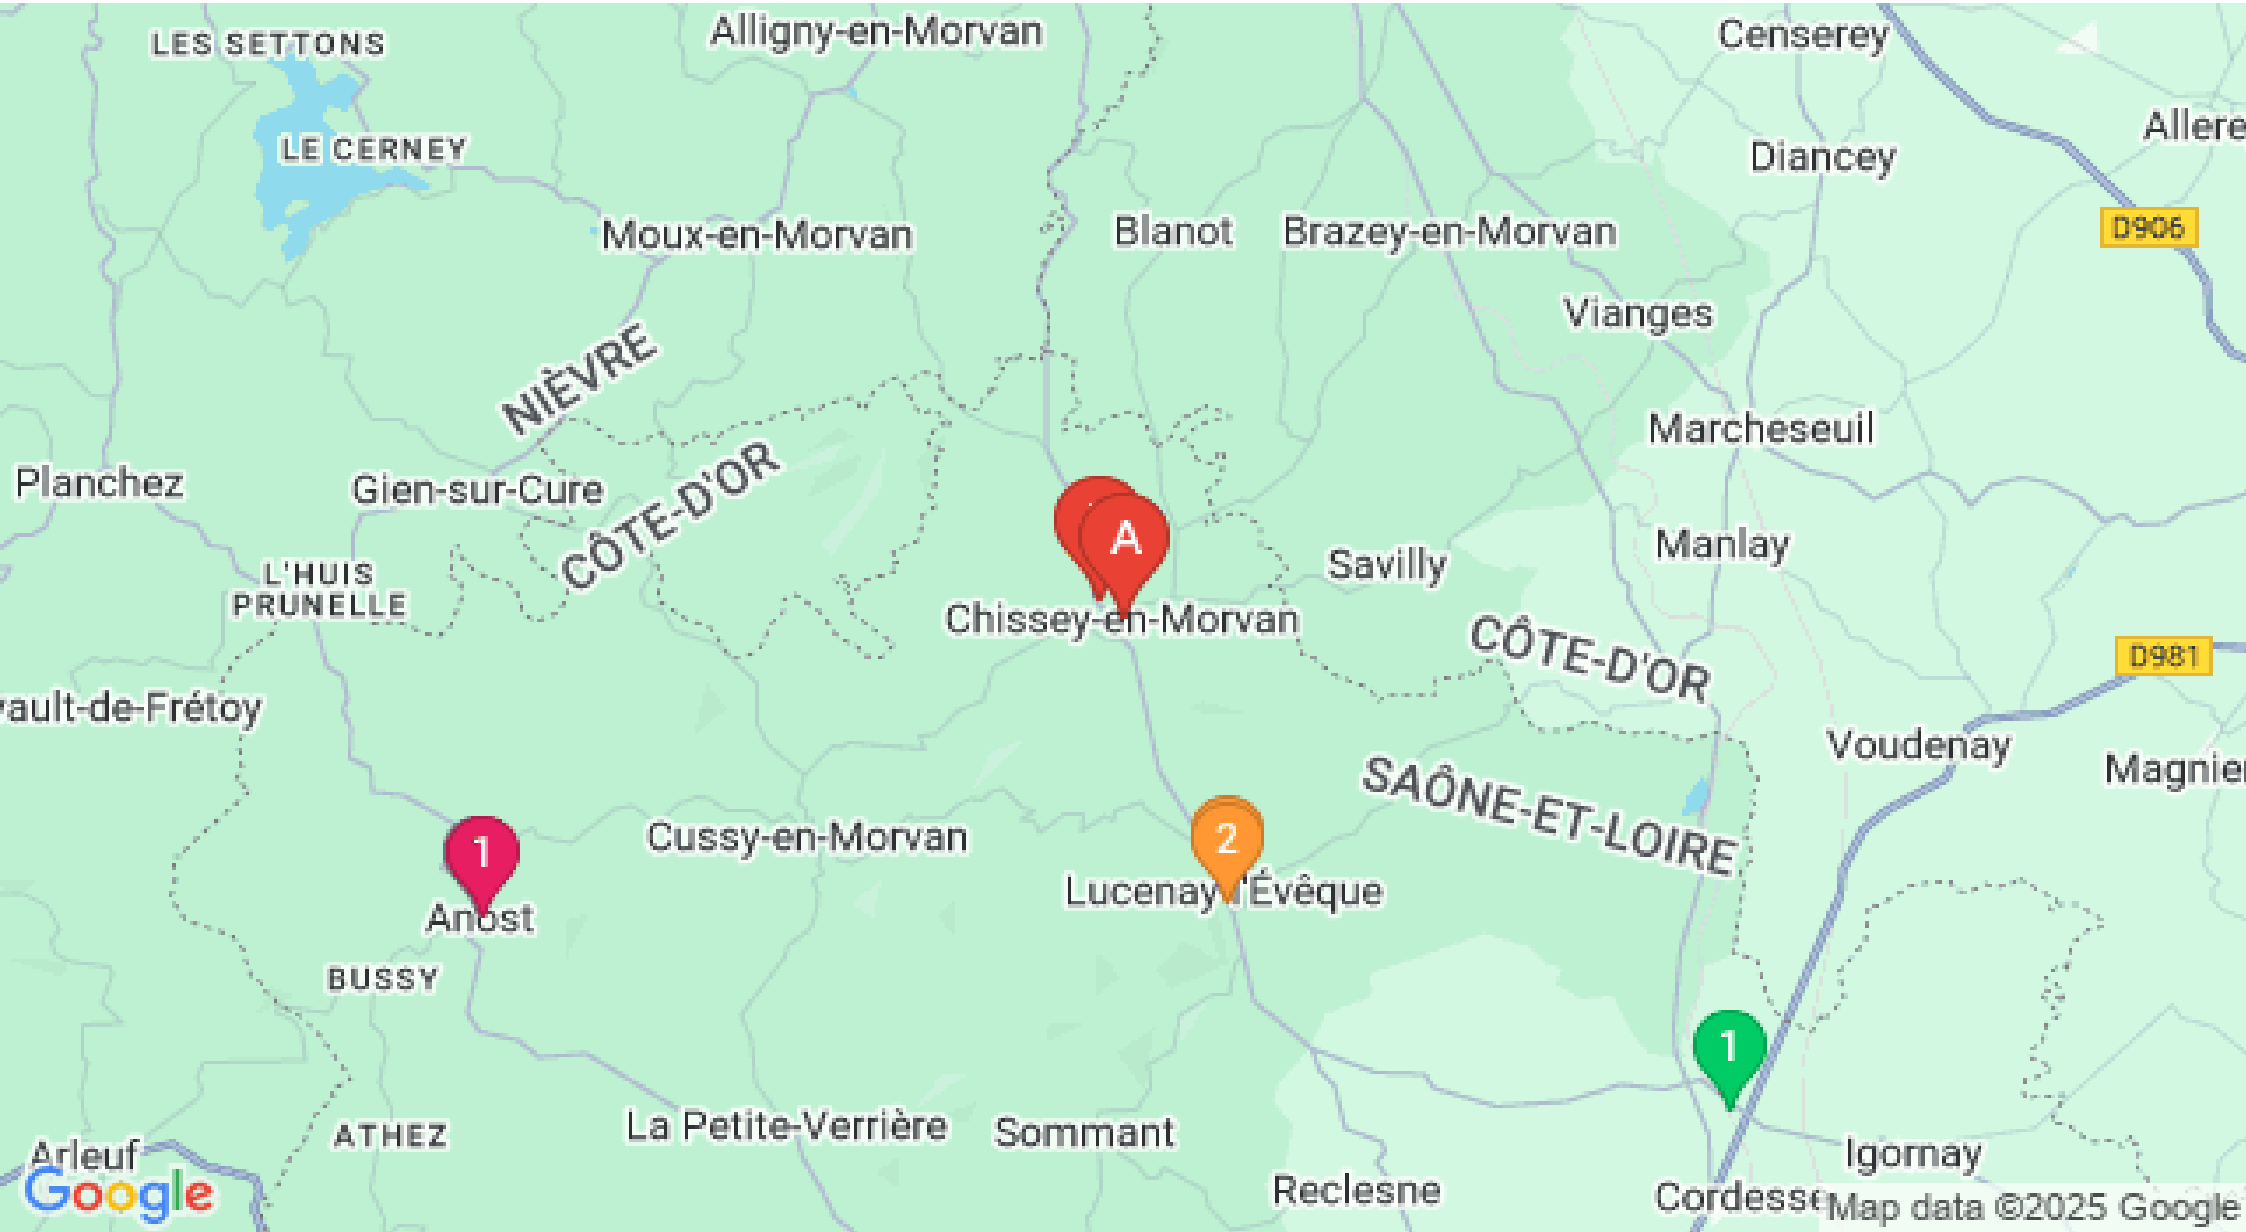 LES SETTONS
Alligny-en-Morvan
Censerey
Allere
LE CERNEY
Diancey
Moux-en-Morvan
Blanot
Brazey-en-Morvan
D906
Vianges
NIÈVRE
Marcheseuil
Planchez
Gien-sur-Cure
CÔTE-D'OR
A
Manlay
Savilly
L'HUIS
PRUNELLE
Chissey-en-Morvan
CÔTE-D'OR
D981
vault-de-Frétoy
Voudenay
Magnie
SAÔNE-ET-LOIRE
1
Cussy-en-Morvan
2
Lucenay-l'Évêque
Anost
BUSSY
1
La Petite-Verrière
Sommant
ATHEZ
Arleuf
Igornay
Reclesne
Cordesse
Google
Map data ©2025 Google